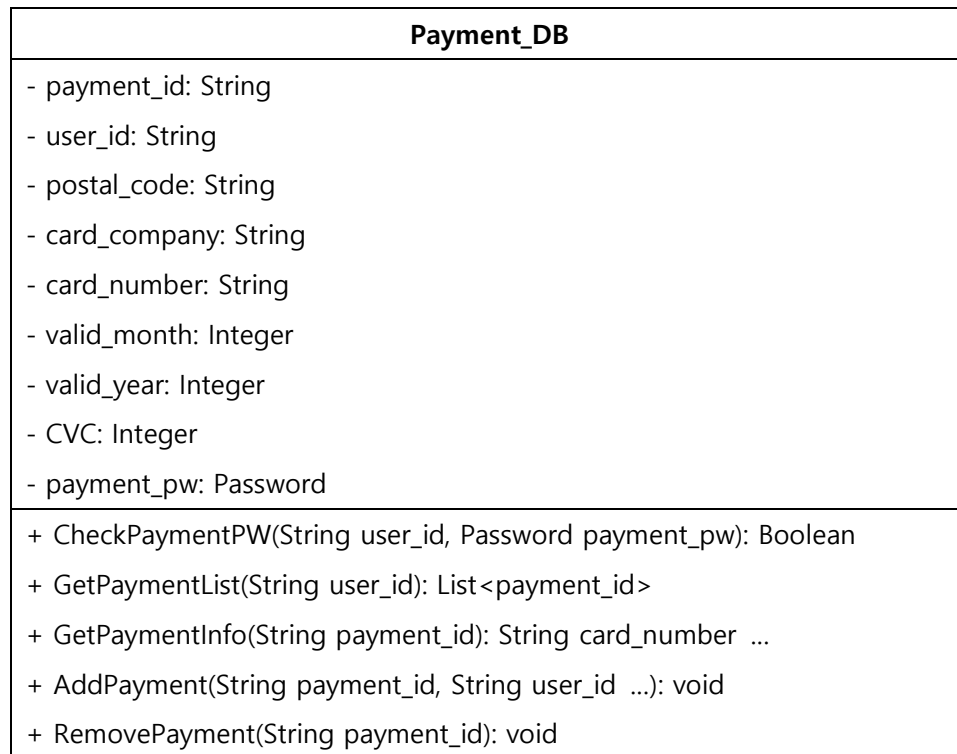 Payment_DB
- payment_id: String
- user_id: String
- postal_code: String
- card_company: String
- card_number: String
- valid_month: Integer
- valid_year: Integer
- CVC: Integer
- payment_pw: Password
+ CheckPaymentPW(String user_id, Password payment_pw): Boolean
+ GetPaymentList(String user_id): List<payment_id>
+ GetPaymentInfo(String payment_id): String card_number ...
+ AddPayment(String payment_id, String user_id ...): void
+ RemovePayment(String payment_id): void